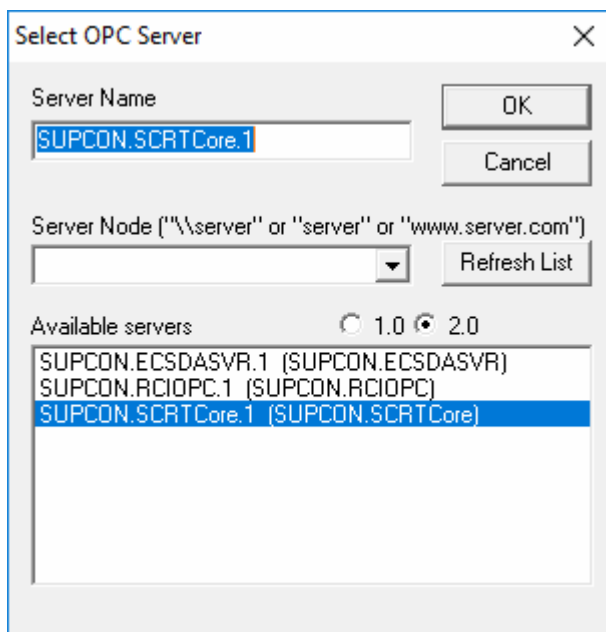 Select OPC Server
Server Name
OK
SUPCON.SCRTCore.1
Cancel
Server Node ("\\server" or "server" or "www.server.com")
Refresh List
Available servers 1.0 2.0
SUPCON.ECSDASVR.1 (SUPCON.ECSDASVR)
SUPCON.RCIOPC.1 (SUPCON.RCIOPC)
SUPCON.SCRTCore.1 (SUPCON.SCRTCore)